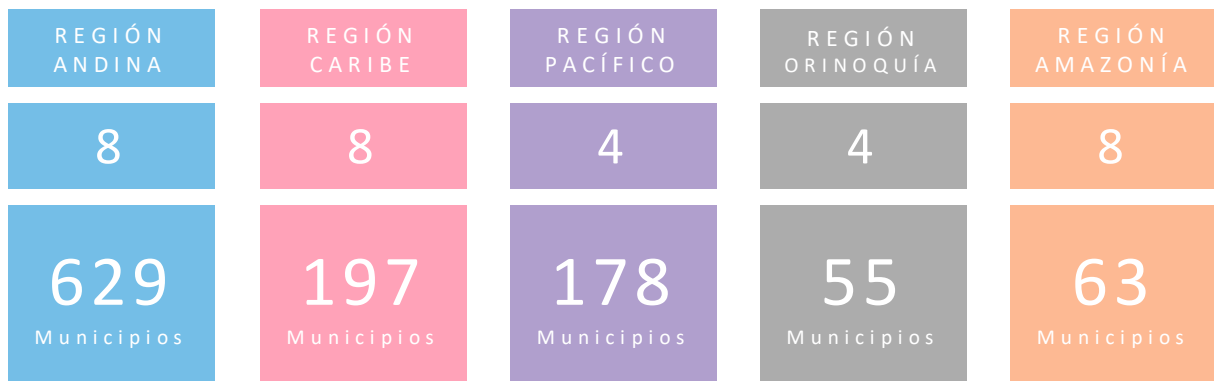 REGIÓN
ANDINA
REGIÓN
CARIBE
REGIÓN
PACÍFICO
REGIÓN
ORINOQUÍA
REGIÓN
AMAZONÍA
8
8
4
4
8
629
Municipios
197
Municipios
178
Municipios
55
Municipios
63
Municipios